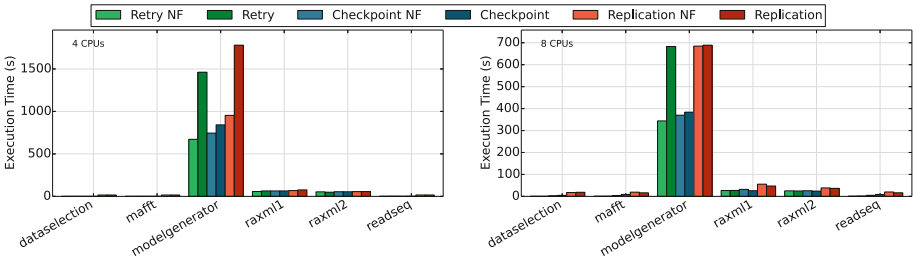 Retry NF Retry Checkpoint NF Checkpoint Replication NF Replication
4 CPUs
Execution Time (s)
1500
1000
500
0
dataselection mafft modelgenerator raxml1 raxml2 readseq
8 CPUs
Execution Time (s)
700
600
500
400
300
200
100
0
dataselection mafft modelgenerator raxml1 raxml2 readseq